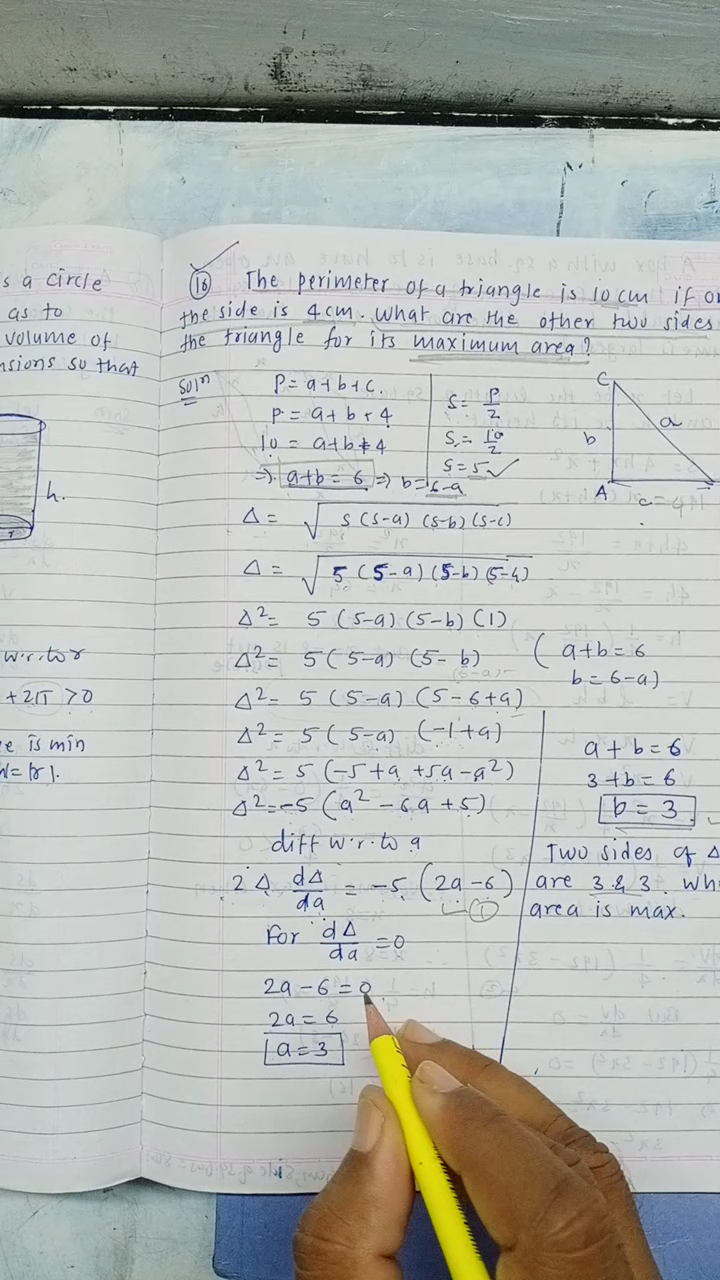 s a circle
as to
volume of
nsions so that
h.
r
w.r.tor
+ 2π > 0
e is min
(16) The perimeter of a triangle is 10 cm if
the side is 4cm. what are the other two sides
the triangle for its maximum area?
Soln
P = a+b+c.
P = a+b+4
10 = a+b+4
=> a+b = 6 => b = 6-a
S = P/2
S = 10/2
S = 5 ✓
C
b
a
A
c
Δ = √S(S-a)(S-b)(S-c)
Δ = √5(5-a)(5-b)(5-4)
Δ² = 5(5-a)(5-b)(1)
Δ² = 5(5-a)(5-b)
( a+b=6
b=6-a)
Δ² = 5(5-a)(5-6+a)
Δ² = 5(5-a)(-1+a)
Δ² = 5(-5+a+5a-a²)
Δ² = -5(a²-6a+5)
diff w.r.to a
2Δ dΔ/da = -5(2a-6)
①
For dΔ/da = 0
2a-6 = 0
2a = 6
a = 3
a+b = 6
3+b = 6
b = 3
Two sides of Δ
are 3 & 3. wh
area is max.